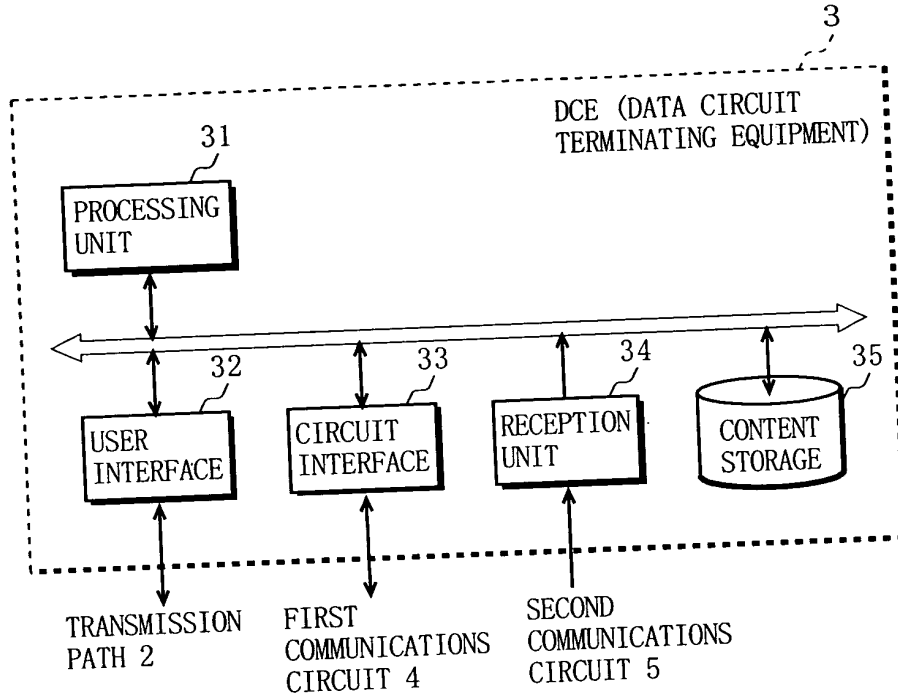 3
DCE (DATA CIRCUIT
TERMINATING EQUIPMENT)
31
PROCESSING
UNIT
32
USER
INTERFACE
33
CIRCUIT
INTERFACE
34
RECEPTION
UNIT
35
CONTENT
STORAGE
TRANSMISSION
PATH 2
FIRST
COMMUNICATIONS
CIRCUIT 4
SECOND
COMMUNICATIONS
CIRCUIT 5